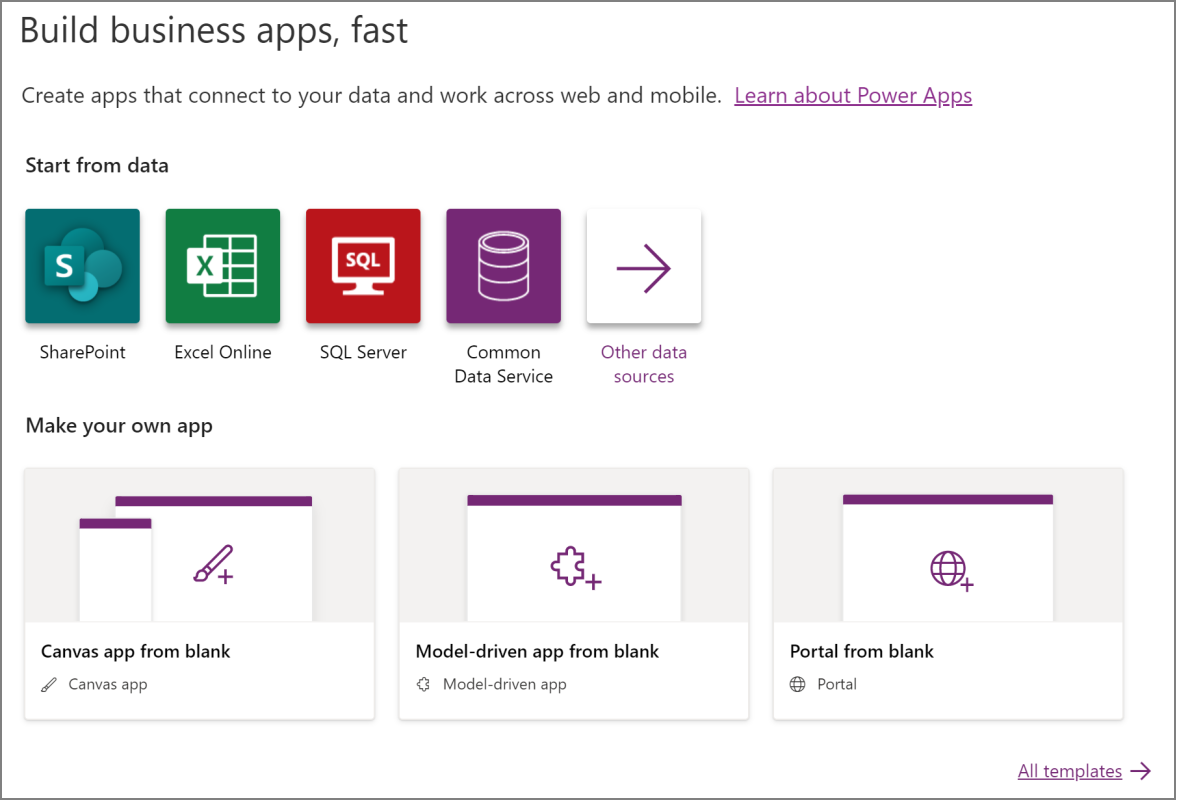 Build business apps, fast
Create apps that connect to your data and work across web and mobile. Learn about Power Apps
Start from data
S
X
SQL
SharePoint
Excel Online
SQL Server
Common
Data Service
Other data
sources
Make your own app
Canvas app from blank
Canvas app
Model-driven app from blank
Model-driven app
Portal from blank
Portal
All templates